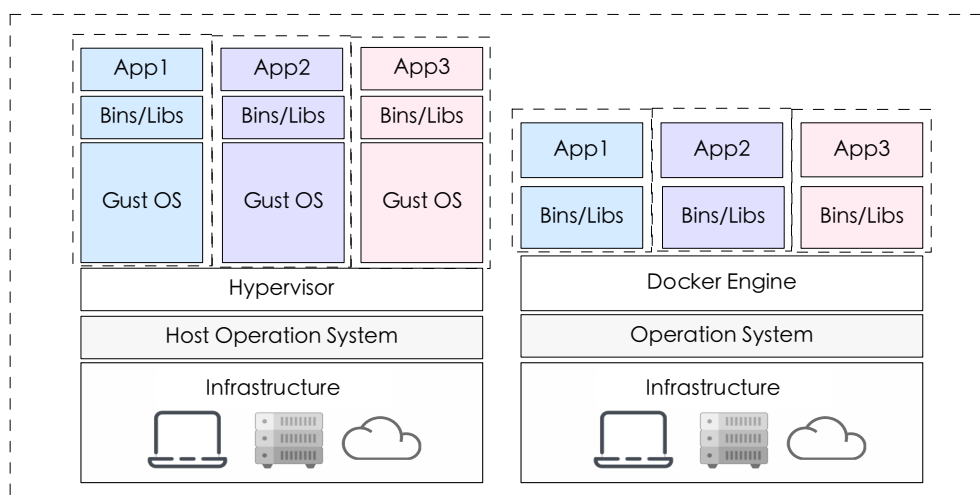 App1
App2
App3
Bins/Libs
Bins/Libs
Bins/Libs
Gust OS
Gust OS
Gust OS
Hypervisor
Host Operation System
Infrastructure
App1
App2
App3
Bins/Libs
Bins/Libs
Bins/Libs
Docker Engine
Operation System
Infrastructure